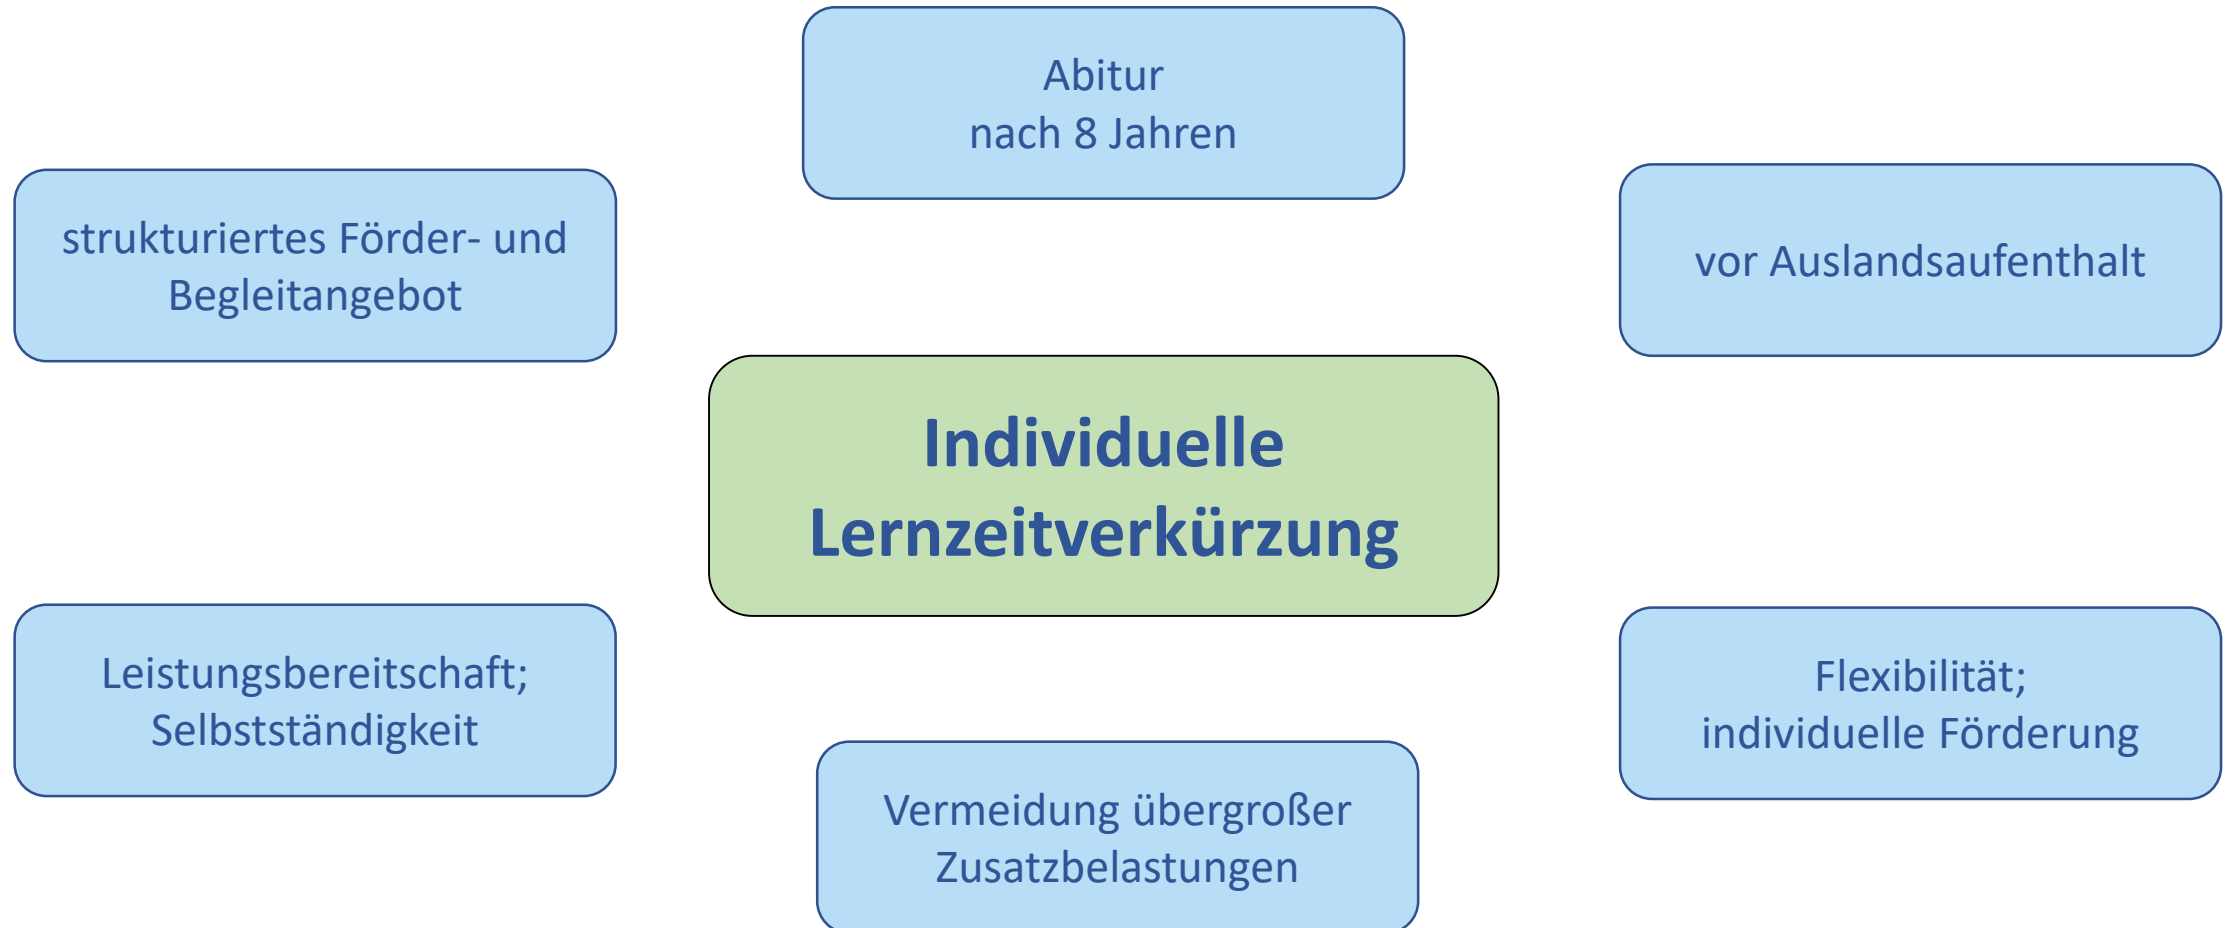 Abitur
nach 8 Jahren
strukturiertes Förder- und
Begleitangebot
vor Auslandsaufenthalt
Individuelle
Lernzeitverkürzung
Leistungsbereitschaft;
Selbstständigkeit
Flexibilität;
individuelle Förderung
Vermeidung übergroßer
Zusatzbelastungen